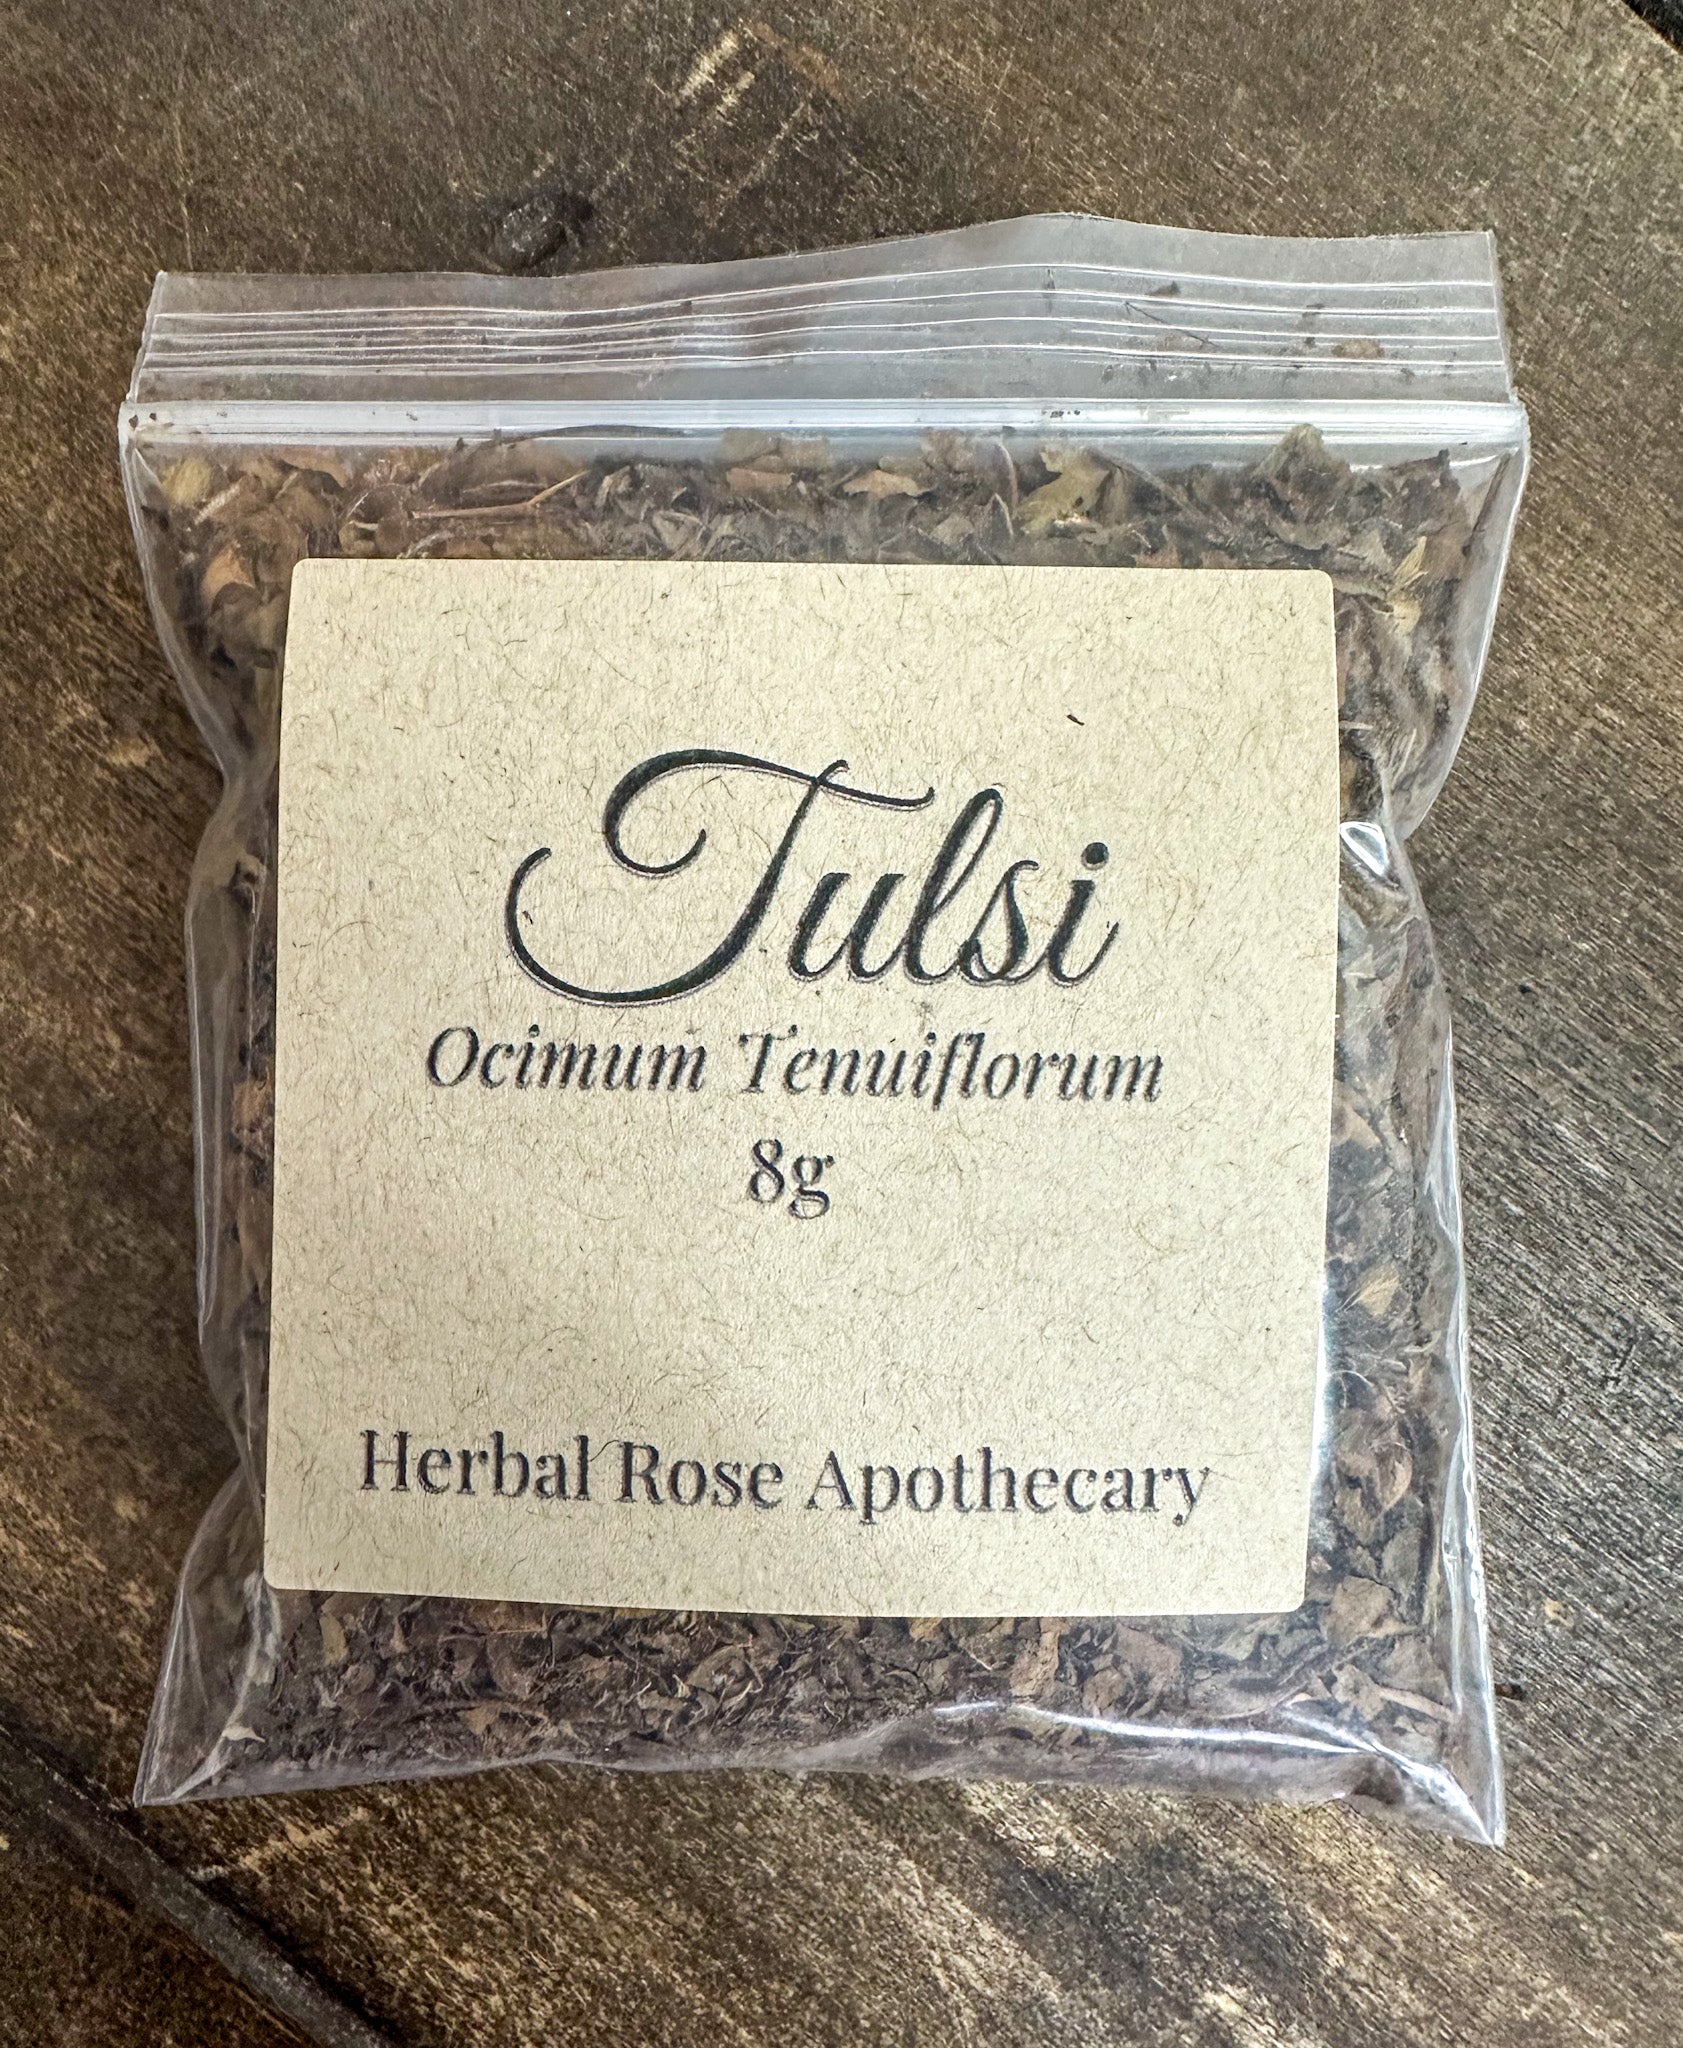 Tulsi
Ocimum Tenuiflorum
8g
Herbal Rose Apothecary